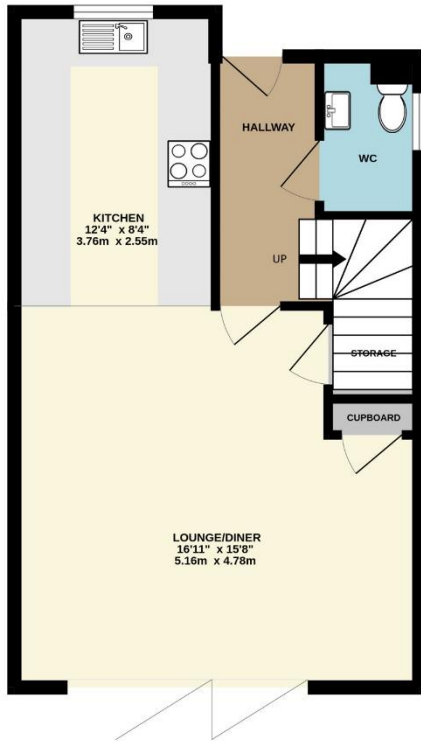 HALLWAY
WC
KITCHEN
12'4" x 8'4"
3.76m x 2.55m
UP
STORAGE
CUPBOARD
LOUNGE/DINER
16'11" x 15'8"
5.16m x 4.78m